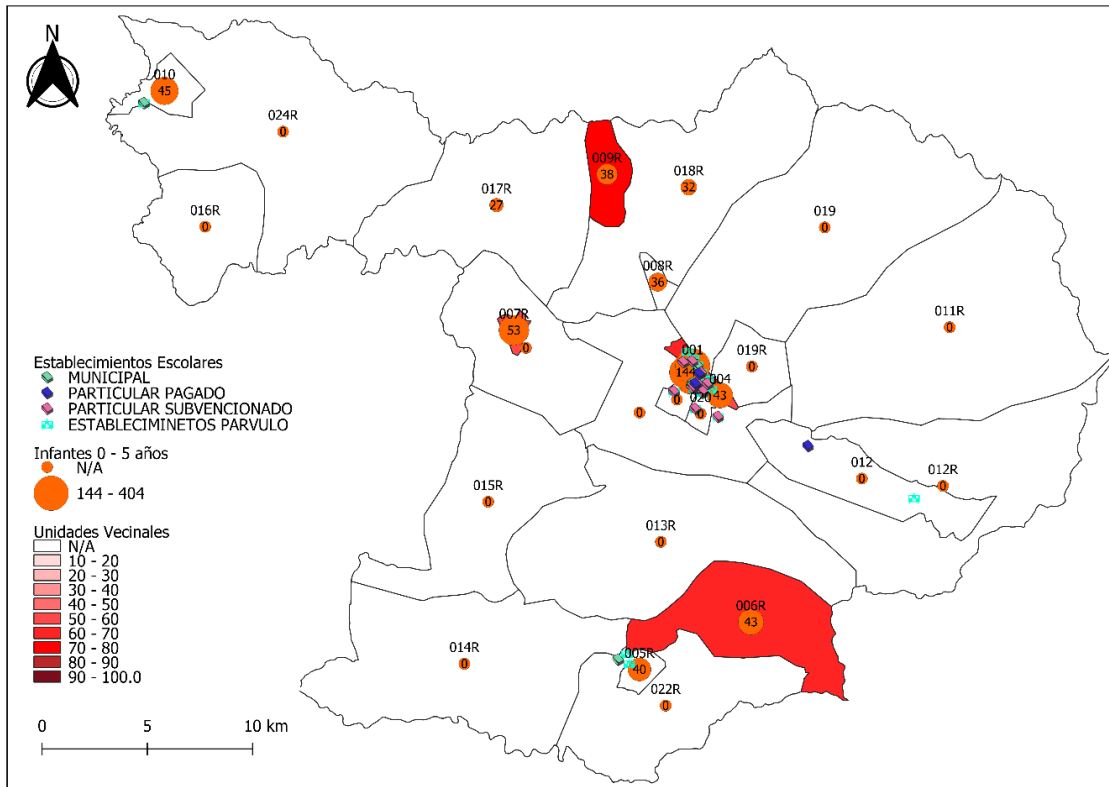 N
010
45
024R
0
016R
0
017R
27
009R
38
018R
32
019
0
008R
36
011R
0
007R
53
0
001
144
019R
0
004
43
0
020
0
0
012
0
012R
0
015R
0
013R
0
006R
43
014R
0
005R
40
022R
0
Establecimientos Escolares
MUNICIPAL
PARTICULAR PAGADO
PARTICULAR SUBVENCIONADO
ESTABLECIMINETOS PARVULO
Infantes 0 - 5 años
N/A
144 - 404
Unidades Vecinales
N/A
10 - 20
20 - 30
30 - 40
40 - 50
50 - 60
60 - 70
70 - 80
80 - 90
90 - 100.0
0 5 10 km